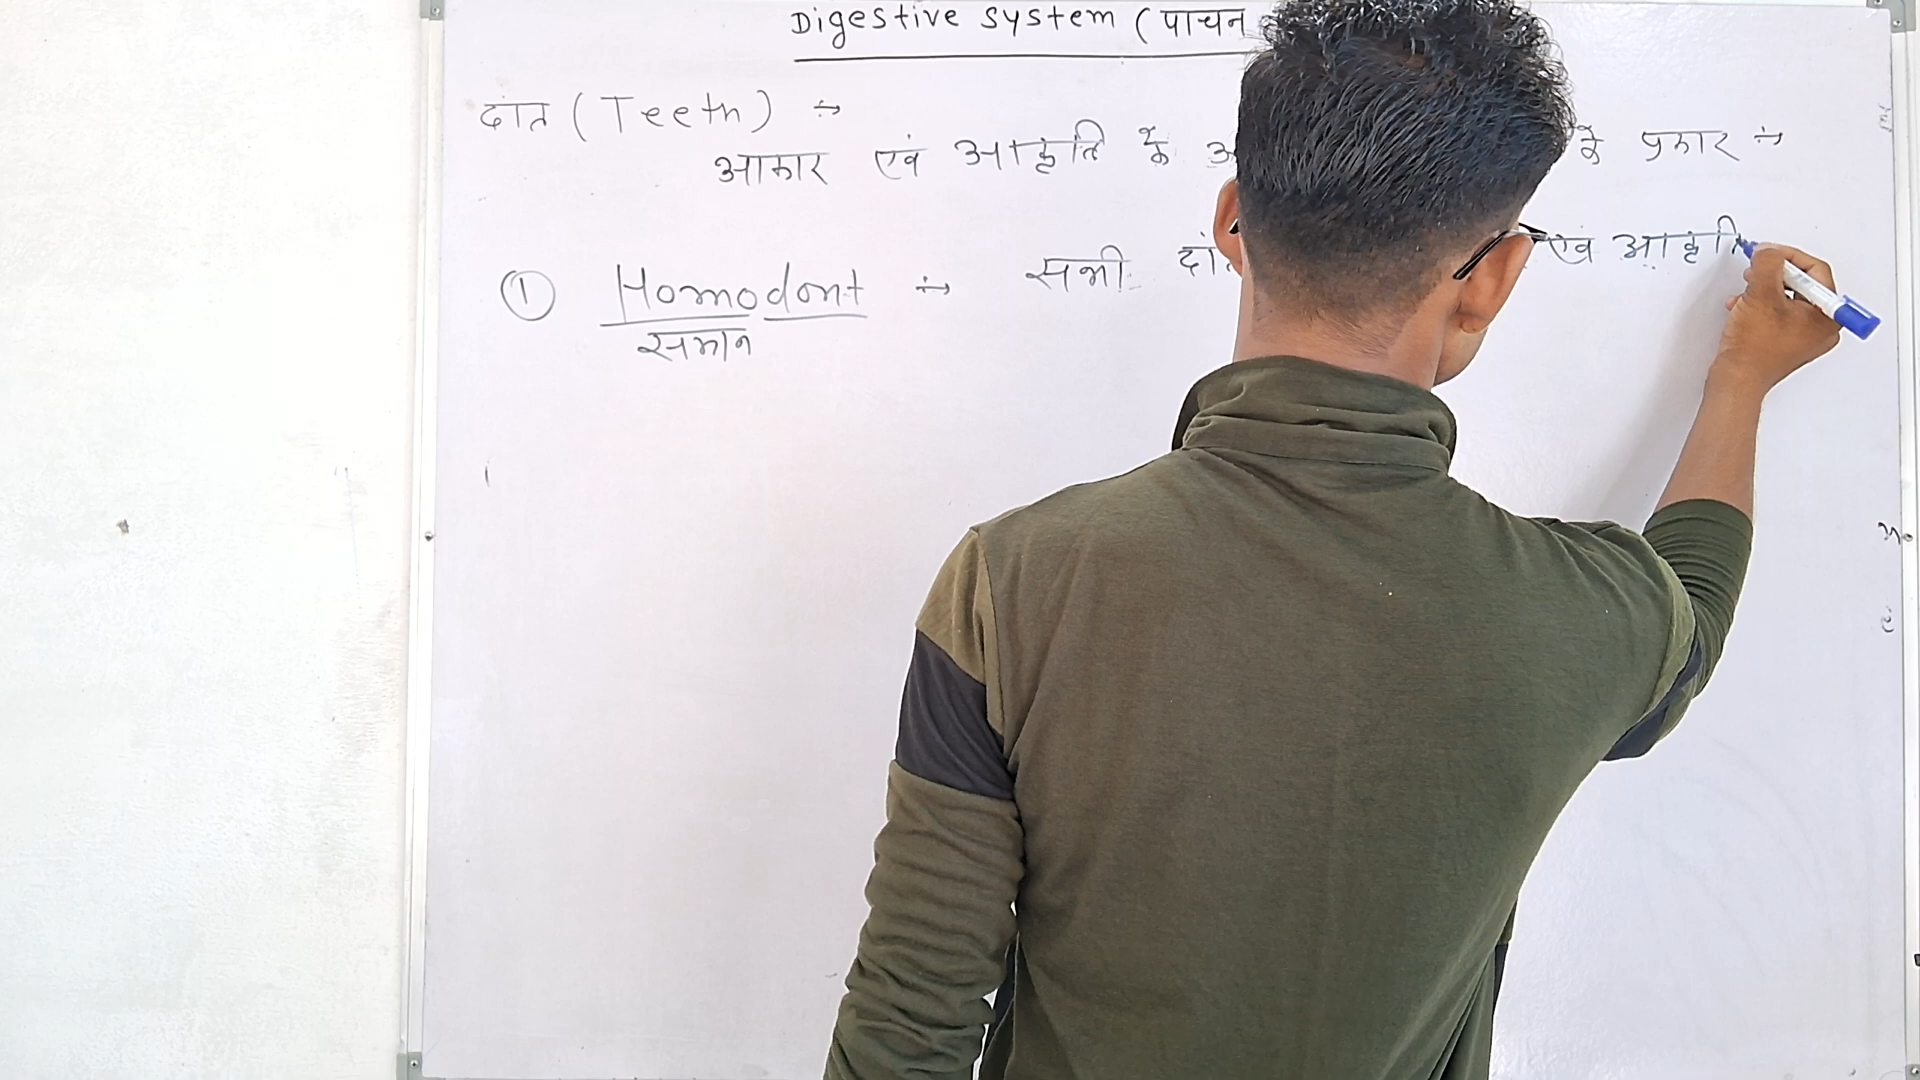 Digestive system (पाचन
दांत (Teeth) :→
आकार एवं आकृति के के प्रकार :→
① Homodont :→ सभी दांत एवं आकृति
समान